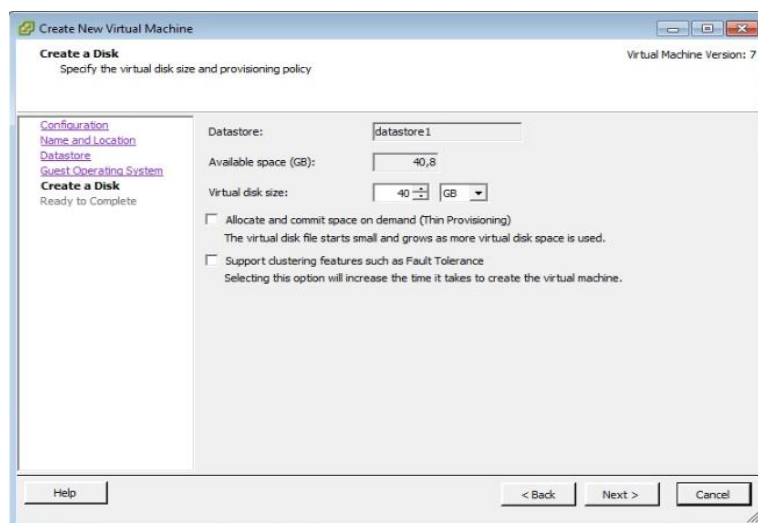 Create New Virtual Machine
Create a Disk
Specify the virtual disk size and provisioning policy
Virtual Machine Version: 7
Configuration
Name and Location
Datastore
Guest Operating System
Create a Disk
Ready to Complete
Datastore: datastore1
Available space (GB): 40,8
Virtual disk size: 40 GB
Allocate and commit space on demand (Thin Provisioning)
The virtual disk file starts small and grows as more virtual disk space is used.
Support clustering features such as Fault Tolerance
Selecting this option will increase the time it takes to create the virtual machine.
Help
< Back
Next >
Cancel